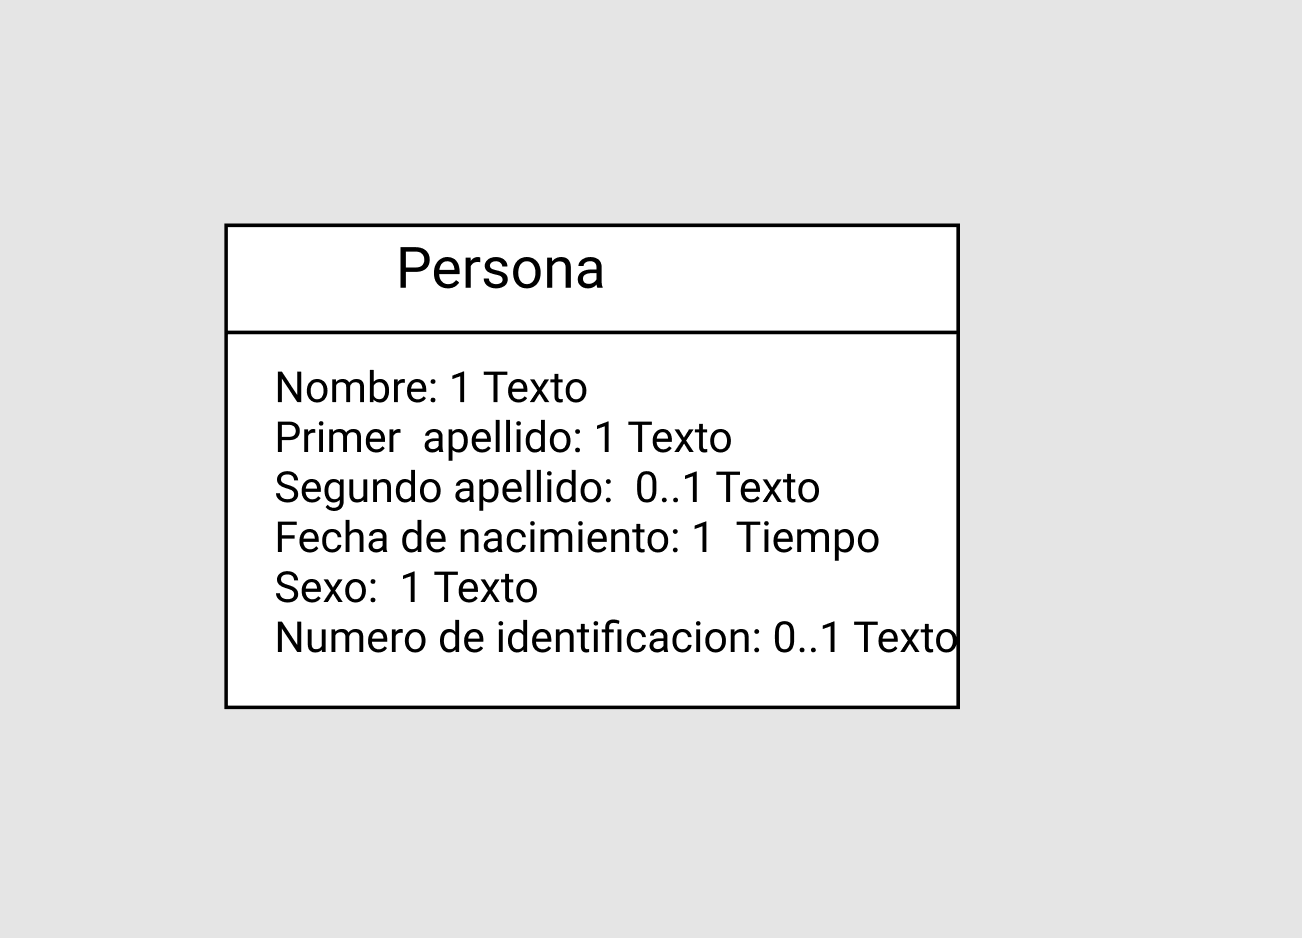 Persona
Nombre: 1 Texto
Primer  apellido: 1 Texto
Segundo apellido:  0..1 Texto
Fecha de nacimiento: 1  Tiempo
Sexo:  1 Texto
Numero de identificacion: 0..1 Texto